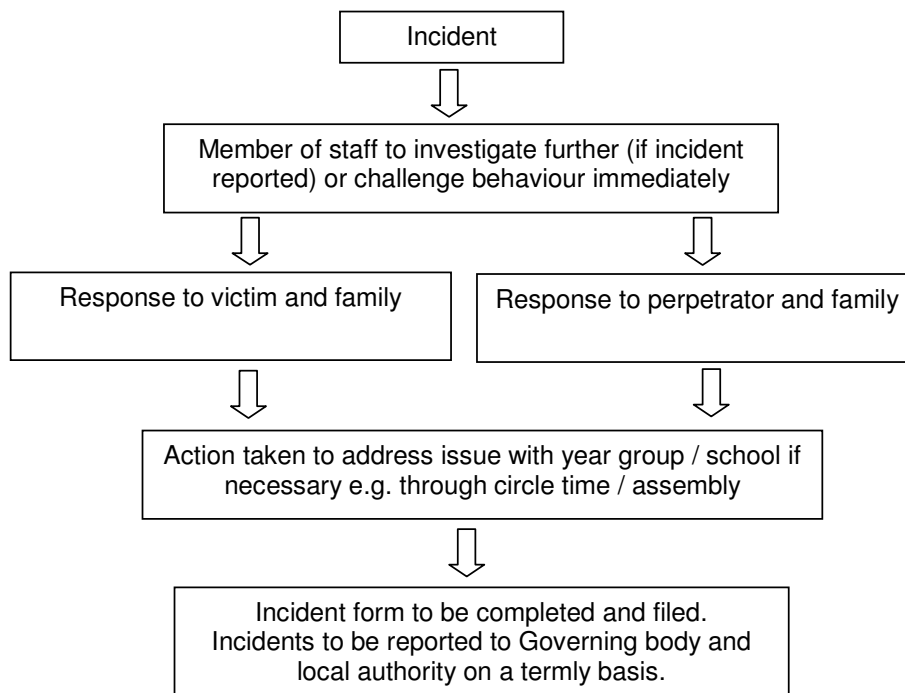 Incident
Member of staff to investigate further (if incident
reported) or challenge behaviour immediately
Response to victim and family
Response to perpetrator and family
Action taken to address issue with year group / school if
necessary e.g. through circle time / assembly
Incident form to be completed and filed.
Incidents to be reported to Governing body and
local authority on a termly basis.